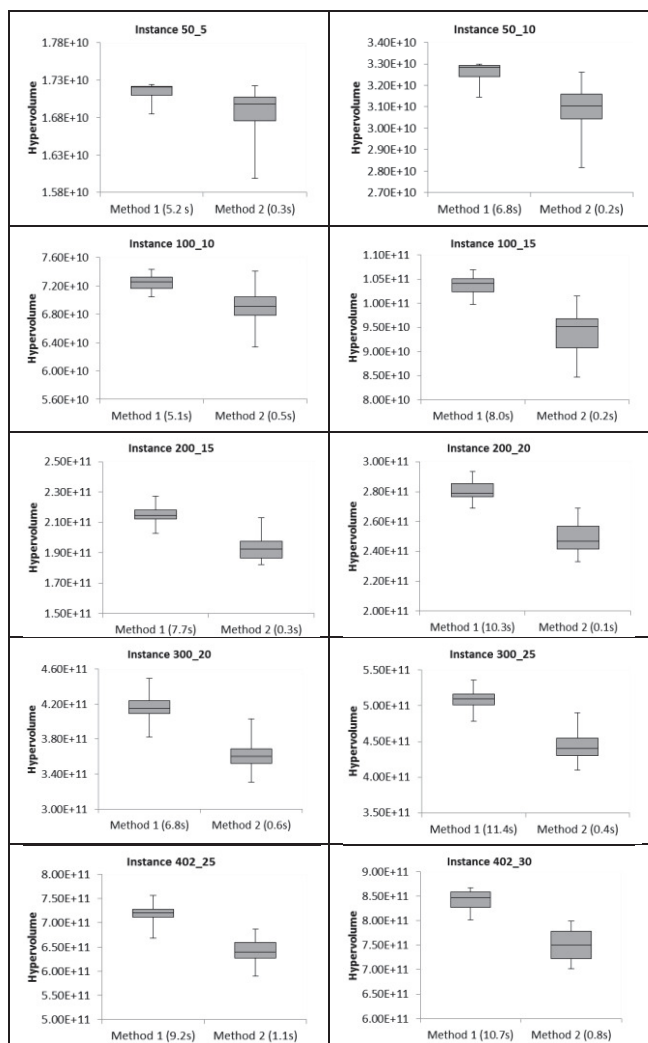 Instance 50_5
Hypervolume
1.78E+10
1.73E+10
1.68E+10
1.63E+10
1.58E+10
Method 1 (5.2 s) Method 2 (0.3s)
Instance 50_10
Hypervolume
3.40E+10
3.30E+10
3.20E+10
3.10E+10
3.00E+10
2.90E+10
2.80E+10
2.70E+10
Method 1 (6.8s) Method 2 (0.2s)
Instance 100_10
Hypervolume
7.60E+10
7.20E+10
6.80E+10
6.40E+10
6.00E+10
5.60E+10
Method 1 (5.1s) Method 2 (0.5s)
Instance 100_15
Hypervolume
1.10E+11
1.05E+11
1.00E+11
9.50E+10
9.00E+10
8.50E+10
8.00E+10
Method 1 (8.0s) Method 2 (0.2s)
Instance 200_15
Hypervolume
2.50E+11
2.30E+11
2.10E+11
1.90E+11
1.70E+11
1.50E+11
Method 1 (7.7s) Method 2 (0.3s)
Instance 200_20
Hypervolume
3.00E+11
2.80E+11
2.60E+11
2.40E+11
2.20E+11
2.00E+11
Method 1 (10.3s) Method 2 (0.1s)
Instance 300_20
Hypervolume
4.60E+11
4.20E+11
3.80E+11
3.40E+11
3.00E+11
Method 1 (6.8s) Method 2 (0.6s)
Instance 300_25
Hypervolume
5.50E+11
5.00E+11
4.50E+11
4.00E+11
3.50E+11
Method 1 (11.4s) Method 2 (0.4s)
Instance 402_25
Hypervolume
8.00E+11
7.50E+11
7.00E+11
6.50E+11
6.00E+11
5.50E+11
5.00E+11
Method 1 (9.2s) Method 2 (1.1s)
Instance 402_30
Hypervolume
9.00E+11
8.50E+11
8.00E+11
7.50E+11
7.00E+11
6.50E+11
6.00E+11
Method 1 (10.7s) Method 2 (0.8s)